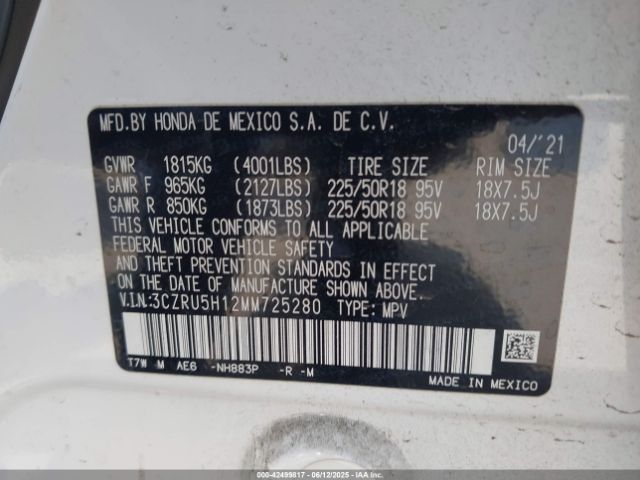 MFD.BY HONDA DE MEXICO S.A. DE C.V.
04/'21
GVWR 1815KG (4001LBS) TIRE SIZE RIM SIZE
GAWR F 965KG (2127LBS) 225/50R18 95V 18X7.5J
GAWR R 850KG (1873LBS) 225/50R18 95V 18X7.5J
THIS VEHICLE CONFORMS TO ALL APPLICABLE
FEDERAL MOTOR VEHICLE SAFETY
AND THEFT PREVENTION STANDARDS IN EFFECT
ON THE DATE OF MANUFACTURE SHOWN ABOVE.
V.I.N.:3CZRU5H12MM725280 TYPE: MPV
T7W M AE6 -NH883P -R -M
MADE IN MEXICO
000-42499817 - 06/12/2025 - COPYRIGHT IAA, LLC.